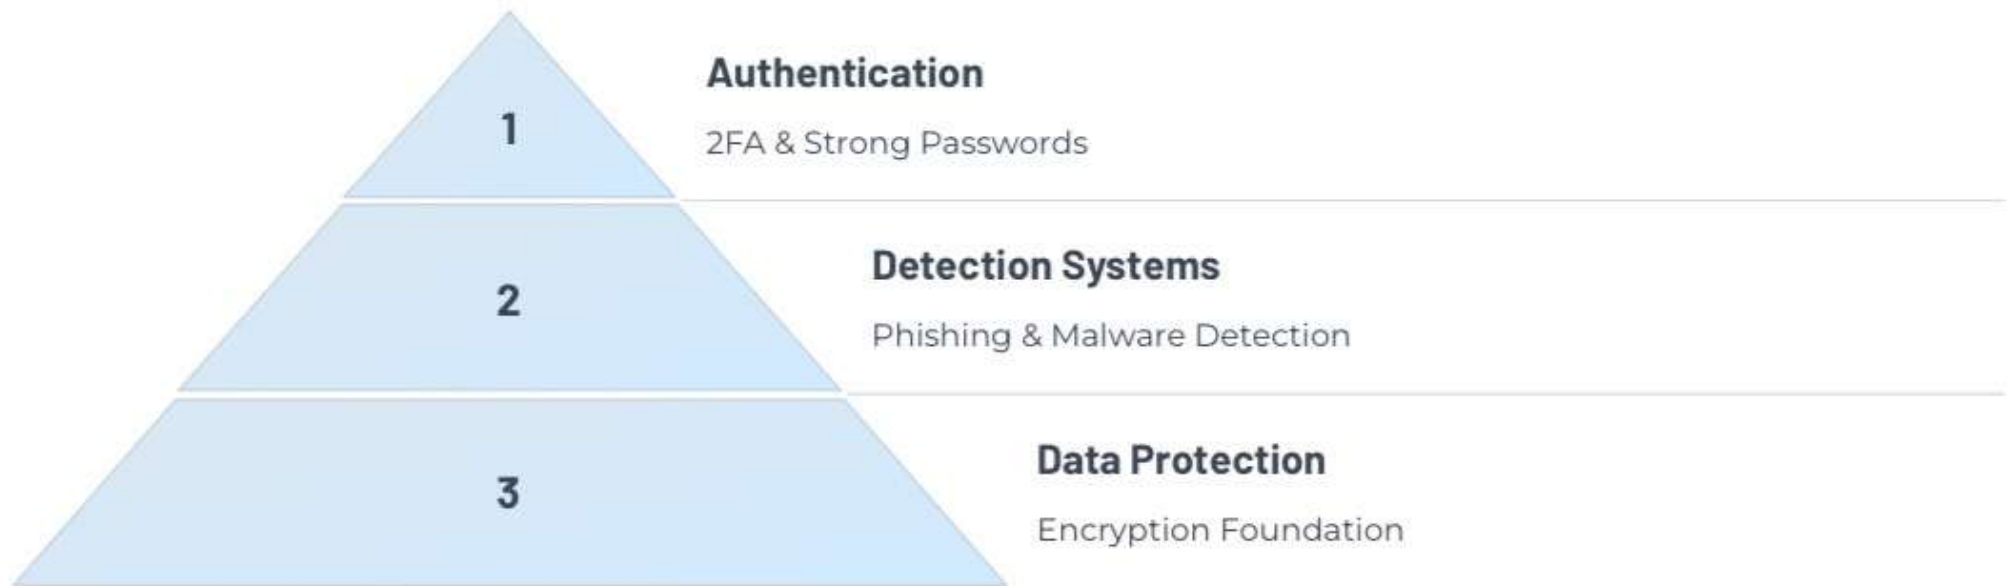 1
Authentication
2FA & Strong Passwords
2
Detection Systems
Phishing & Malware Detection
3
Data Protection
Encryption Foundation